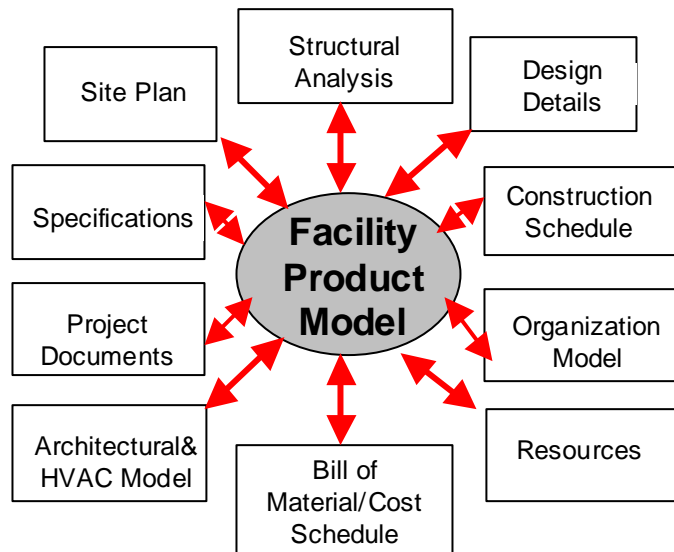 Structural
Analysis
Design
Details
Site Plan
Specifications
Construction
Schedule
Facility
Product
Model
Project
Documents
Organization
Model
Architectural&
HVAC Model
Bill of
Material/Cost
Schedule
Resources